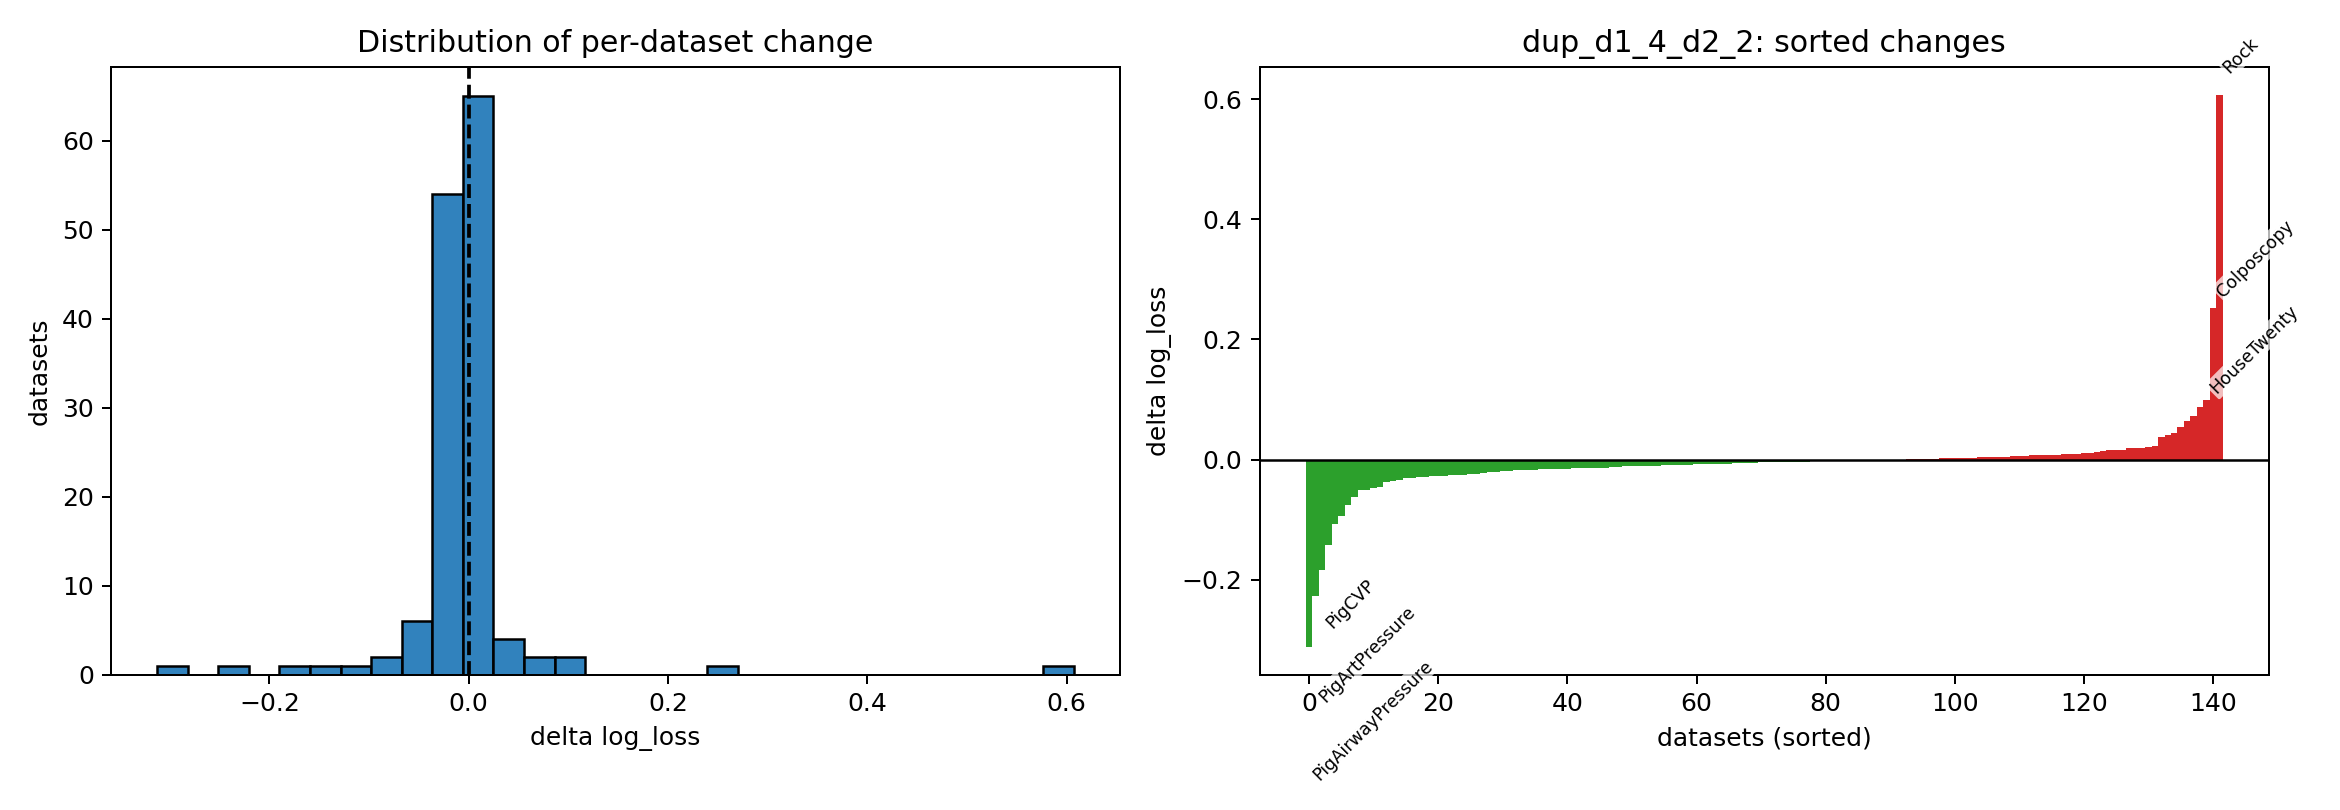 Distribution of per-dataset change
datasets
60
50
40
30
20
10
0
−0.2
0.0
0.2
0.4
0.6
delta log_loss
dup_d1_4_d2_2: sorted changes
delta log_loss
0.6
0.4
0.2
0.0
−0.2
Rock
Colposcopy
HouseTwenty
PigCVP
PigArtPressure
PigAirwayPressure
0
20
40
60
80
100
120
140
datasets (sorted)